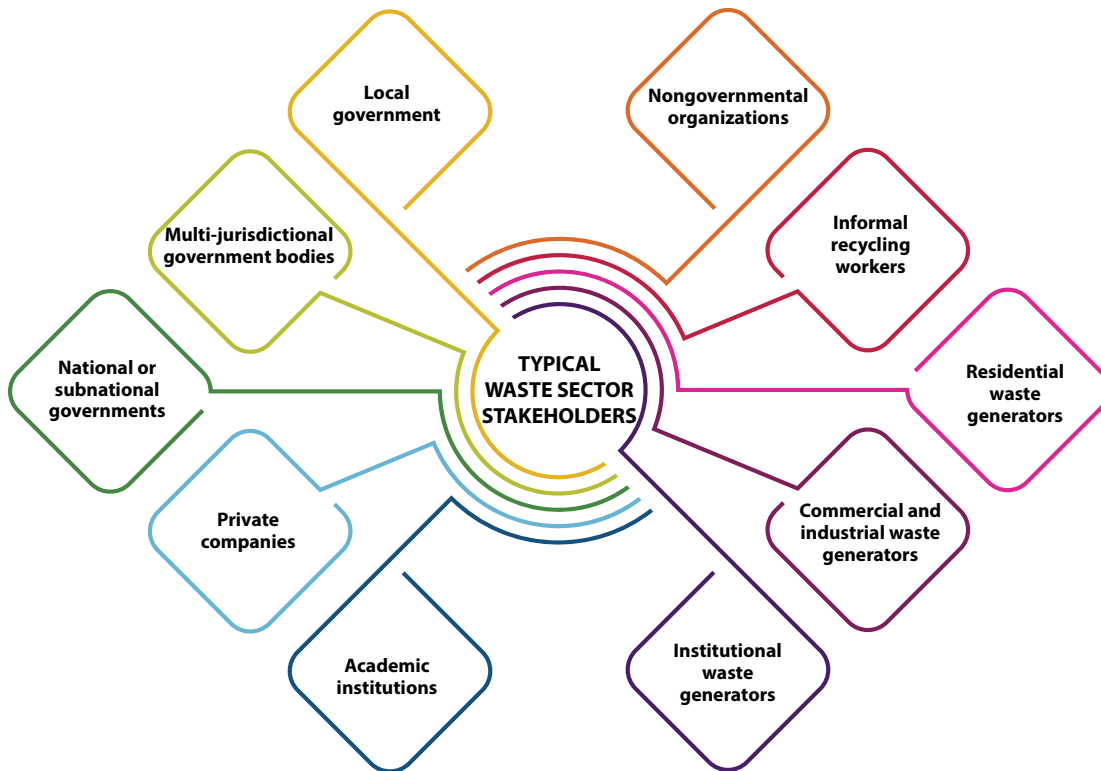 Local
government
Nongovernmental
organizations
Multi-jurisdictional
government bodies
Informal
recycling
workers
National or
subnational
governments
TYPICAL
WASTE SECTOR
STAKEHOLDERS
Residential
waste
generators
Private
companies
Commercial and
industrial waste
generators
Academic
institutions
Institutional
waste
generators